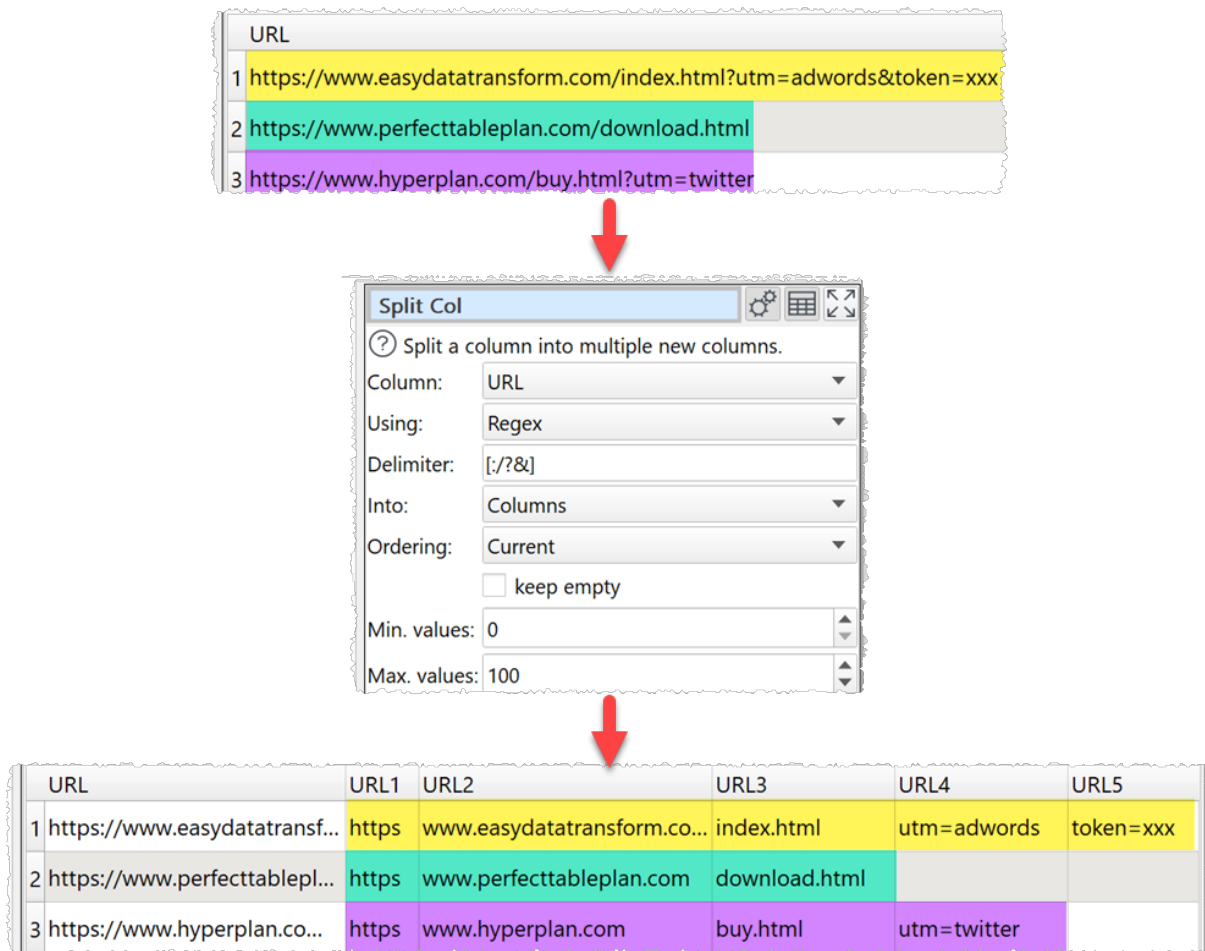 URL
1 https://www.easydatatransform.com/index.html?utm=adwords&token=xxx
2 https://www.perfecttableplan.com/download.html
3 https://www.hyperplan.com/buy.html?utm=twitter
Split Col
? Split a column into multiple new columns.
Column: URL
Using: Regex
Delimiter: [:/?&]
Into: Columns
Ordering: Current
keep empty
Min. values: 0
Max. values: 100
URL URL1 URL2 URL3 URL4 URL5
1 https://www.easydatatransf... https www.easydatatransform.co... index.html utm=adwords token=xxx
2 https://www.perfecttablepl... https www.perfecttableplan.com download.html
3 https://www.hyperplan.co... https www.hyperplan.com buy.html utm=twitter